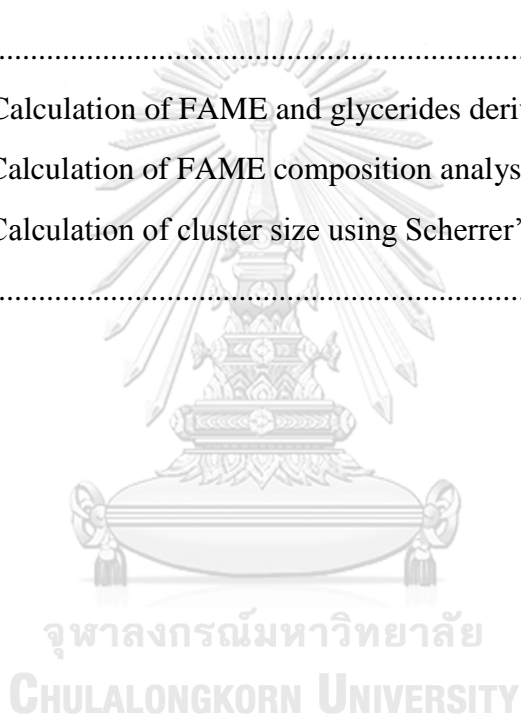 ................................................................
Calculation of FAME and glycerides deri
Calculation of FAME composition analys
Calculation of cluster size using Scherrer’
................................................................
จุฬาลงกรณ์มหาวิทยาลัย
CHULALONGKORN UNIVERSITY